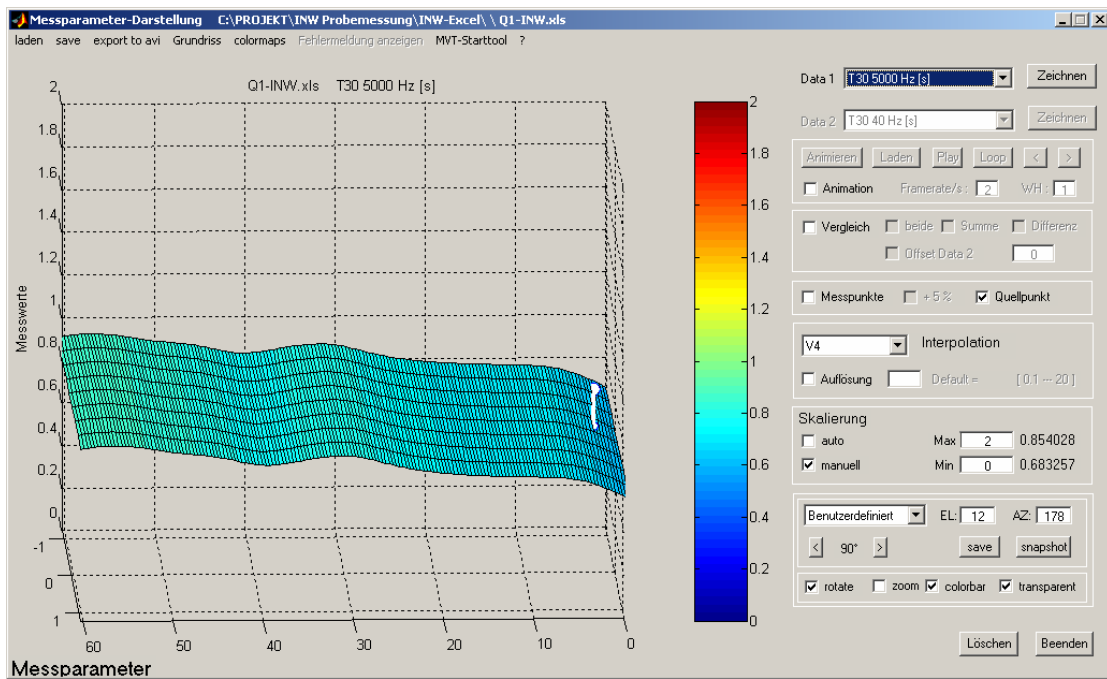 Messparameter-Darstellung C:\PROJEKT\INW Probemessung\INW-Excel\ \ Q1-INW.xls
laden save export to avi Grundriss colormaps Fehlermeldung anzeigen MVT-Starttool ?
Q1-INW.xls T30 5000 Hz [s]
2
1.8
1.6
1.4
1.2
1
0.8
0.6
0.4
0.2
0
Messwerte
-1
0
1
60 50 40 30 20 10 0
Messparameter
2
1.8
1.6
1.4
1.2
1
0.8
0.6
0.4
0.2
0
Data 1 T30 5000 Hz [s] Zeichnen
Data 2 T30 40 Hz [s] Zeichnen
Animieren Laden Play Loop < >
Animation Framerate/s : 2 WH : 1
Vergleich beide Summe Differenz
Offset Data 2 0
Messpunkte + 5 % Quellpunkt
V4 Interpolation
Auflösung Default = [ 0.1 --- 20 ]
Skalierung
auto Max 2 0.854028
manuell Min 0 0.683257
Benutzerdefiniert EL: 12 AZ: 178
< 90° > save snapshot
rotate zoom colorbar transparent
Löschen Beenden